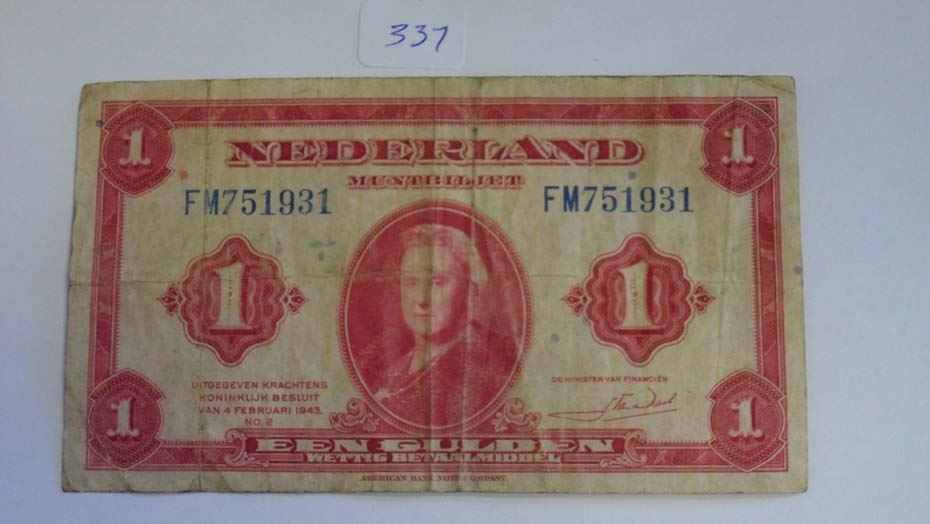 337
1 1
NEDERLAND
MUNTBILJET
FM751931 FM751931
1 1
UITGEGEVEN KRACHTENS
KONINKLIJK BESLUIT
VAN 4 FEBRUARI 1943,
NO. 2
DE MINISTER VAN FINANCIËN
1 1
EEN GULDEN
WETTIG BETAALMIDDEL
AMERICAN BANK NOTE COMPANY.